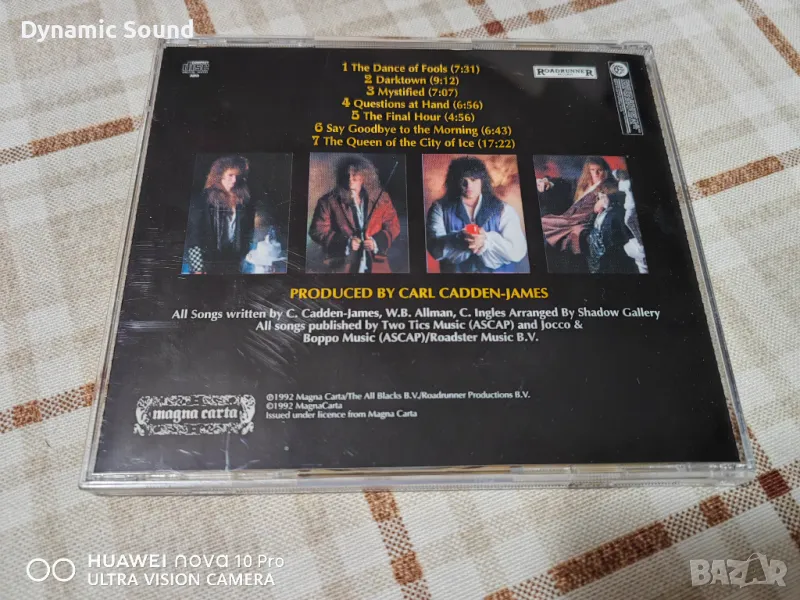 Dynamic Sound
1 The Dance of Fools (7:31)
2 Darktown (9:12)
3 Mystified (7:07)
4 Questions at Hand (6:56)
5 The Final Hour (4:56)
6 Say Goodbye to the Morning (6:43)
7 The Queen of the City of Ice (17:22)
ROADRUNNER
PRODUCED BY CARL CADDEN-JAMES
All Songs written by C. Cadden-James, W.B. Allman, C. Ingles Arranged By Shadow Gallery
All songs published by Two Tics Music (ASCAP) and Jocco &
Boppo Music (ASCAP)/Roadster Music B.V.
magna carta
℗1992 Magna Carta/The All Blacks B.V./Roadrunner Productions B.V.
©1992 MagnaCarta
Issued under licence from Magna Carta
HUAWEI nova 10 Pro
ULTRA VISION CAMERA
BAZAR